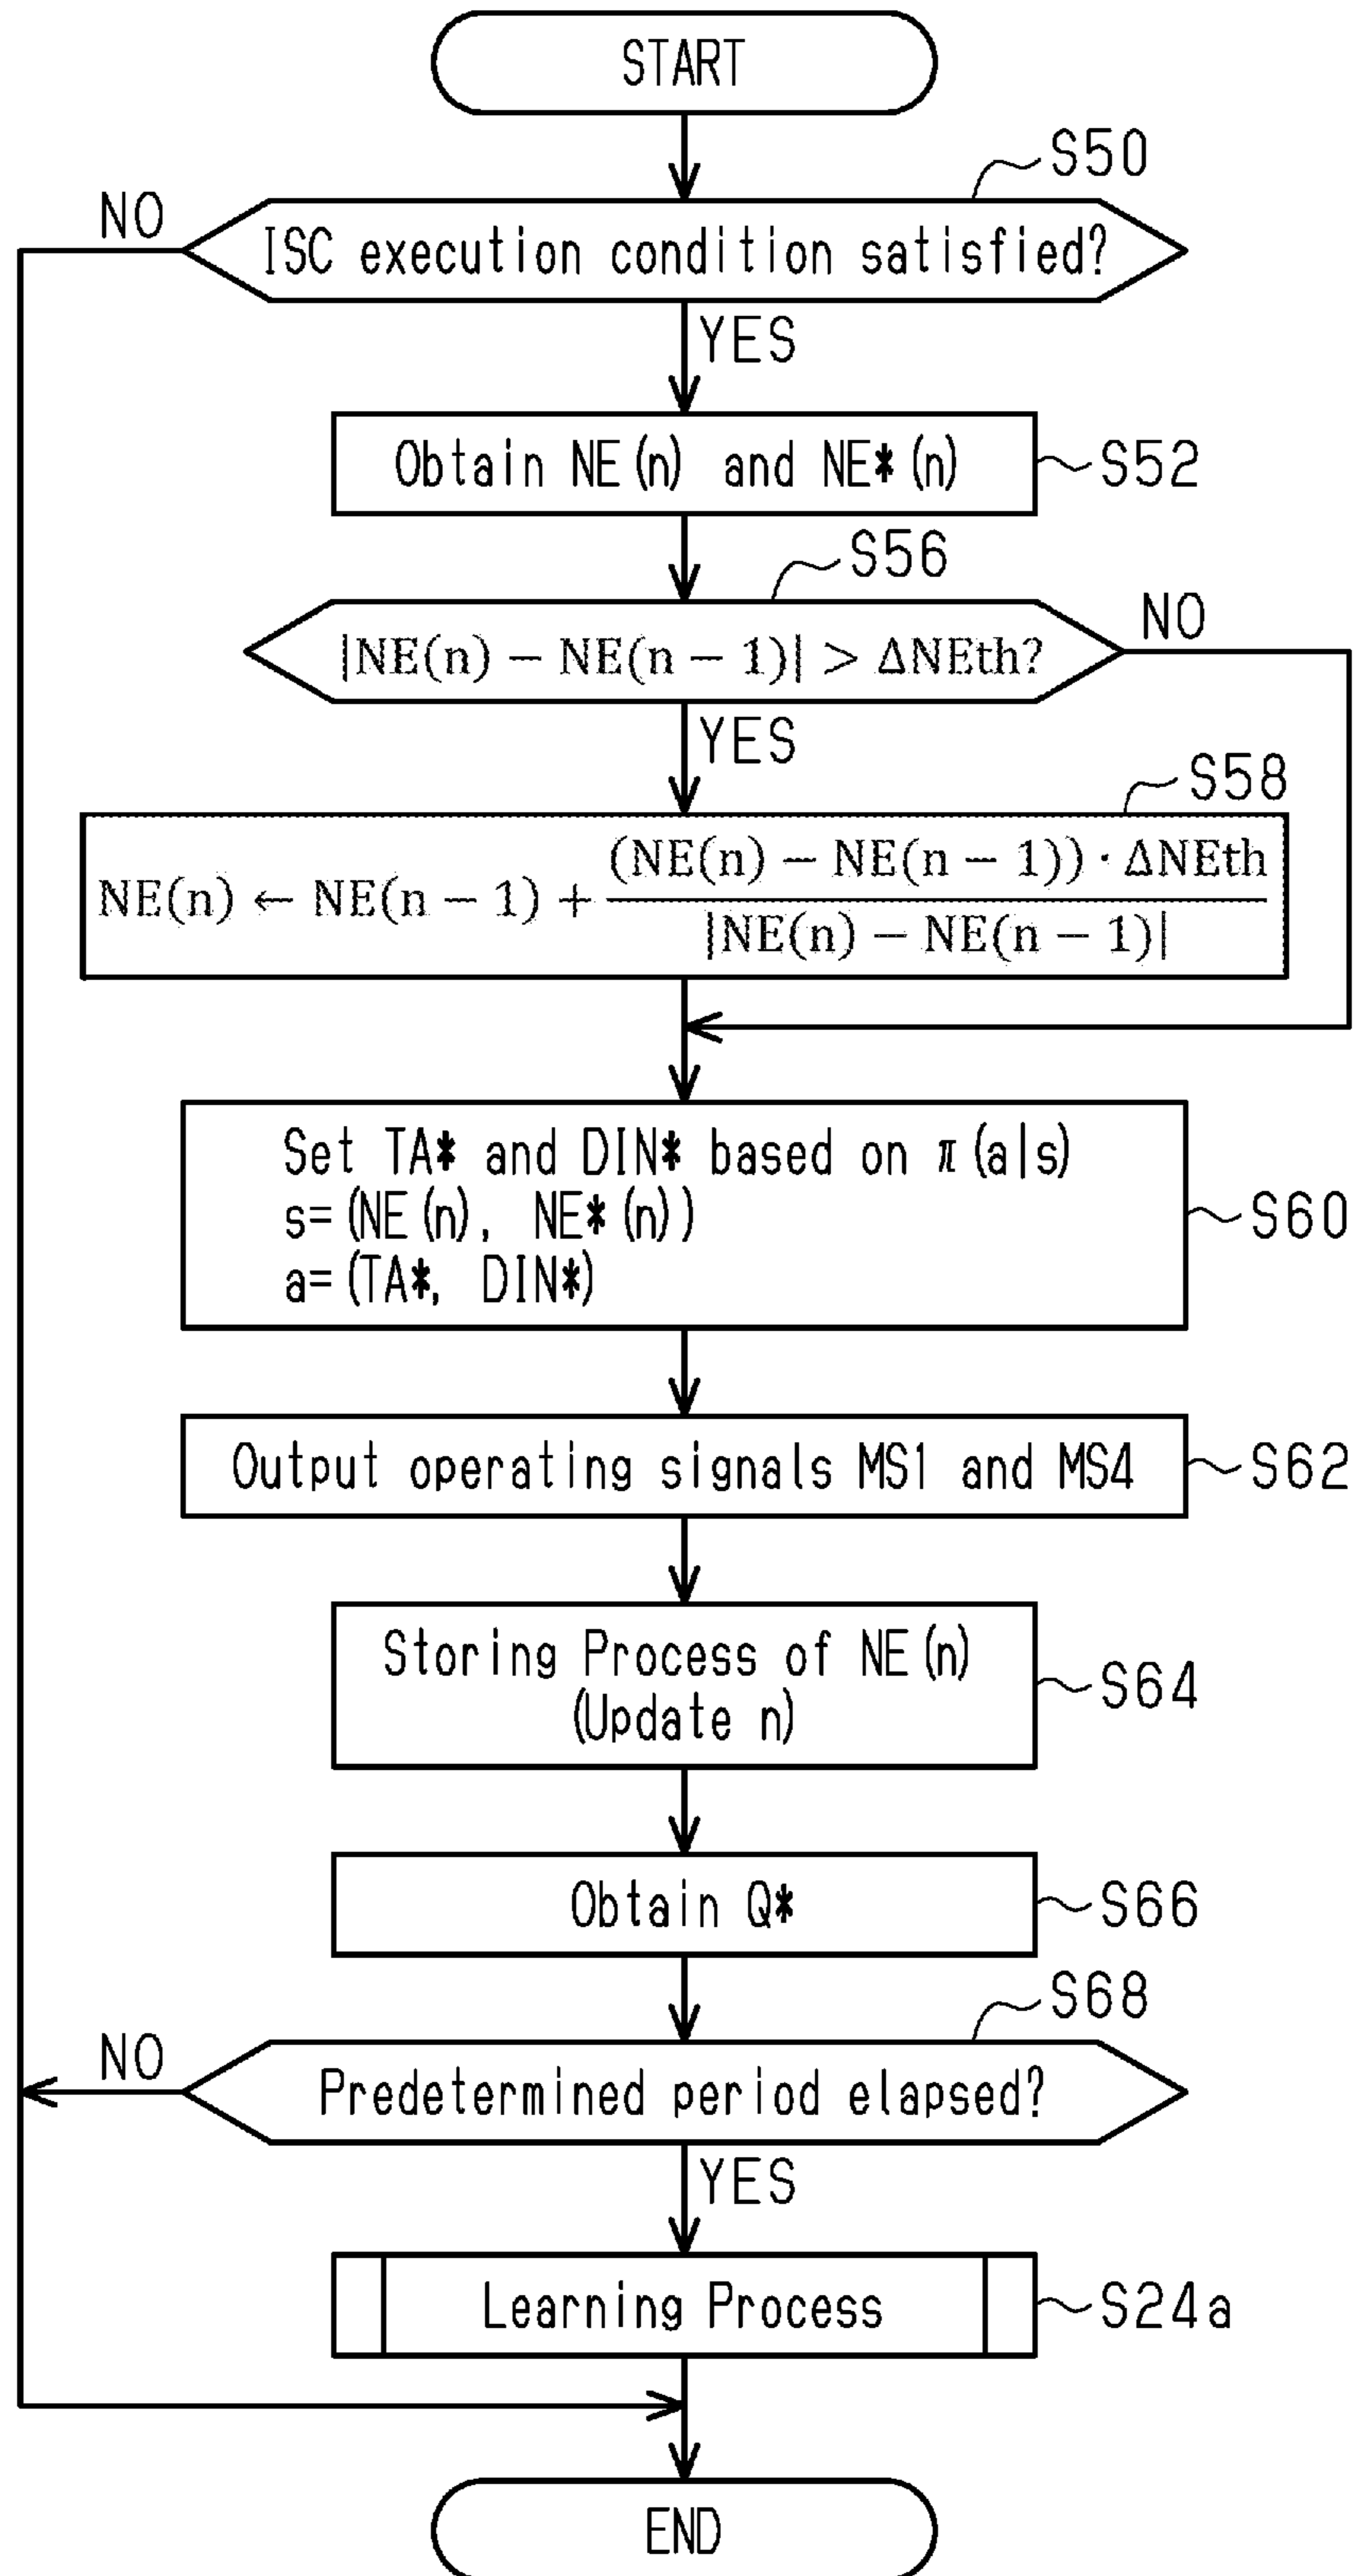 START
S50
NO
ISC execution condition satisfied?
YES
Obtain NE(n) and NE*(n)
S52
S56
NO
|NE(n) − NE(n − 1)| > ΔNEth?
YES
S58
NE(n) ← NE(n − 1) + (NE(n) − NE(n − 1)) · ΔNEth
|NE(n) − NE(n − 1)|
Set TA* and DIN* based on π(a|s)
s=(NE(n), NE*(n))
S60
a=(TA*, DIN*)
Output operating signals MS1 and MS4
S62
Storing Process of NE(n)
(Update n)
S64
Obtain Q*
S66
S68
NO
Predetermined period elapsed?
YES
Learning Process
S24a
END